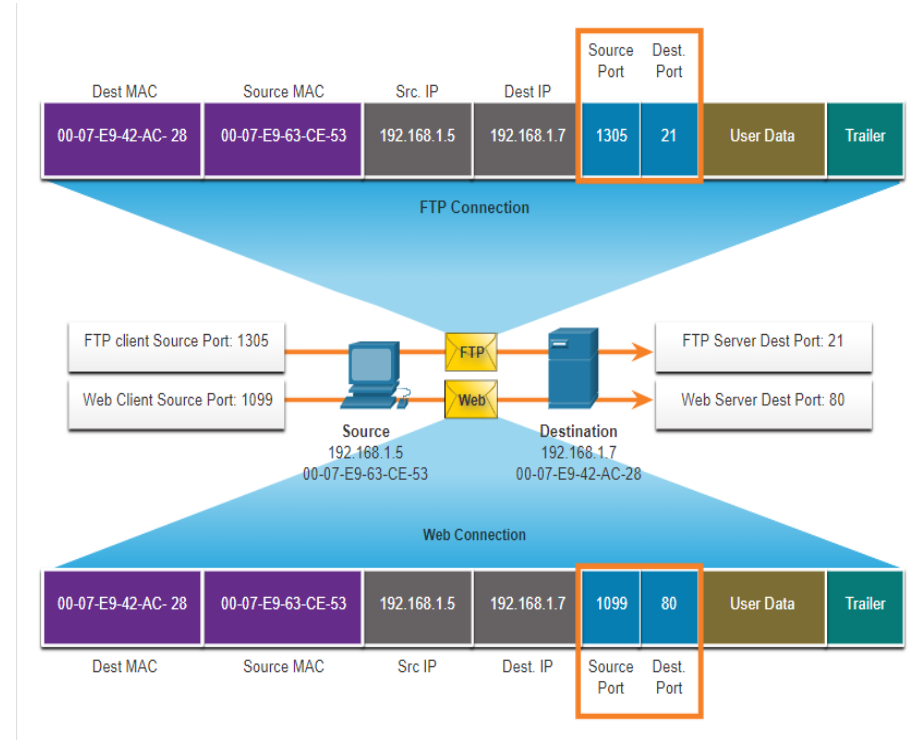 Source Dest.
Port Port
Dest MAC Source MAC Src. IP Dest IP
00-07-E9-42-AC- 28 00-07-E9-63-CE-53 192.168.1.5 192.168.1.7 1305 21 User Data Trailer
FTP Connection
FTP client Source Port: 1305 FTP FTP Server Dest Port: 21
Web Client Source Port: 1099 Web Web Server Dest Port: 80
Source Destination
192.168.1.5 192.168.1.7
00-07-E9-63-CE-53 00-07-E9-42-AC-28
Web Connection
00-07-E9-42-AC- 28 00-07-E9-63-CE-53 192.168.1.5 192.168.1.7 1099 80 User Data Trailer
Dest MAC Source MAC Src IP Dest. IP Source Dest.
Port Port